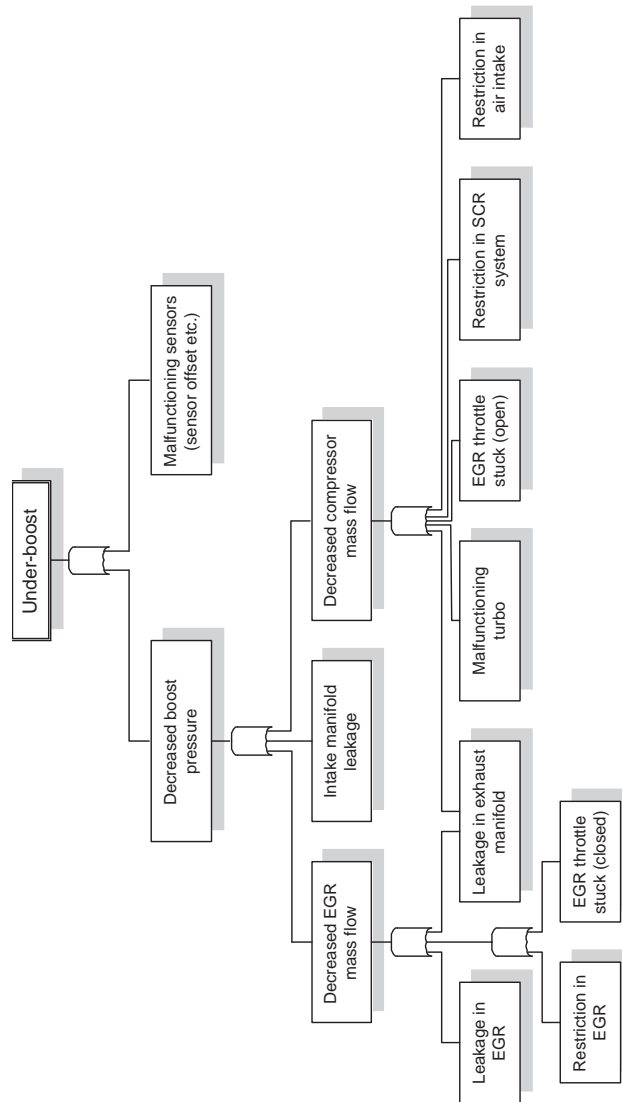 Under-boost
Decreased boost
pressure
Malfunctioning sensors
(sensor offset etc.)
Decreased EGR
mass flow
Intake manifold
leakage
Decreased compressor
mass flow
Leakage in
EGR
Leakage in exhaust
manifold
Malfunctioning
turbo
EGR throttle
stuck (open)
Restriction in SCR
system
Restriction in
air intake
Restriction in
EGR
EGR throttle
stuck (closed)